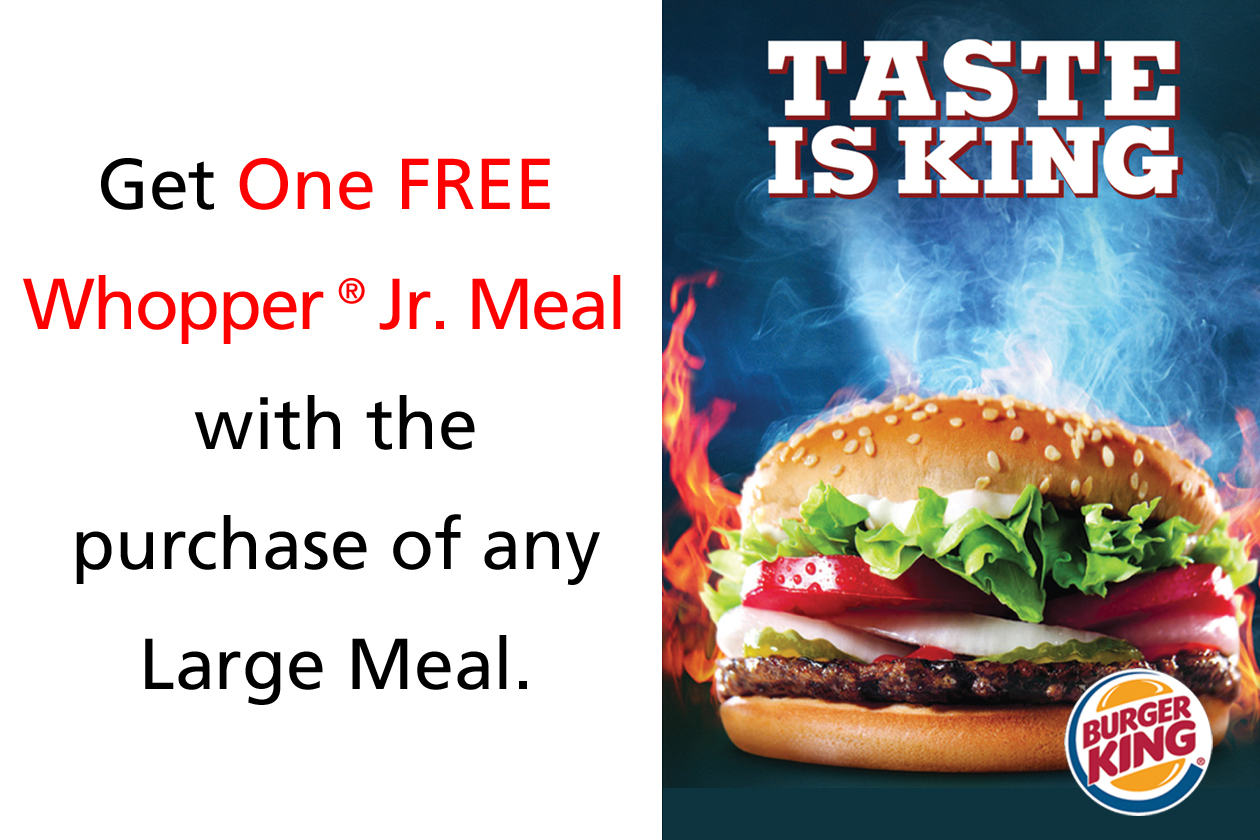 Get One FREE
Whopper ® Jr. Meal
with the
purchase of any
Large Meal.
TASTE
IS KING
BURGER
KING
®